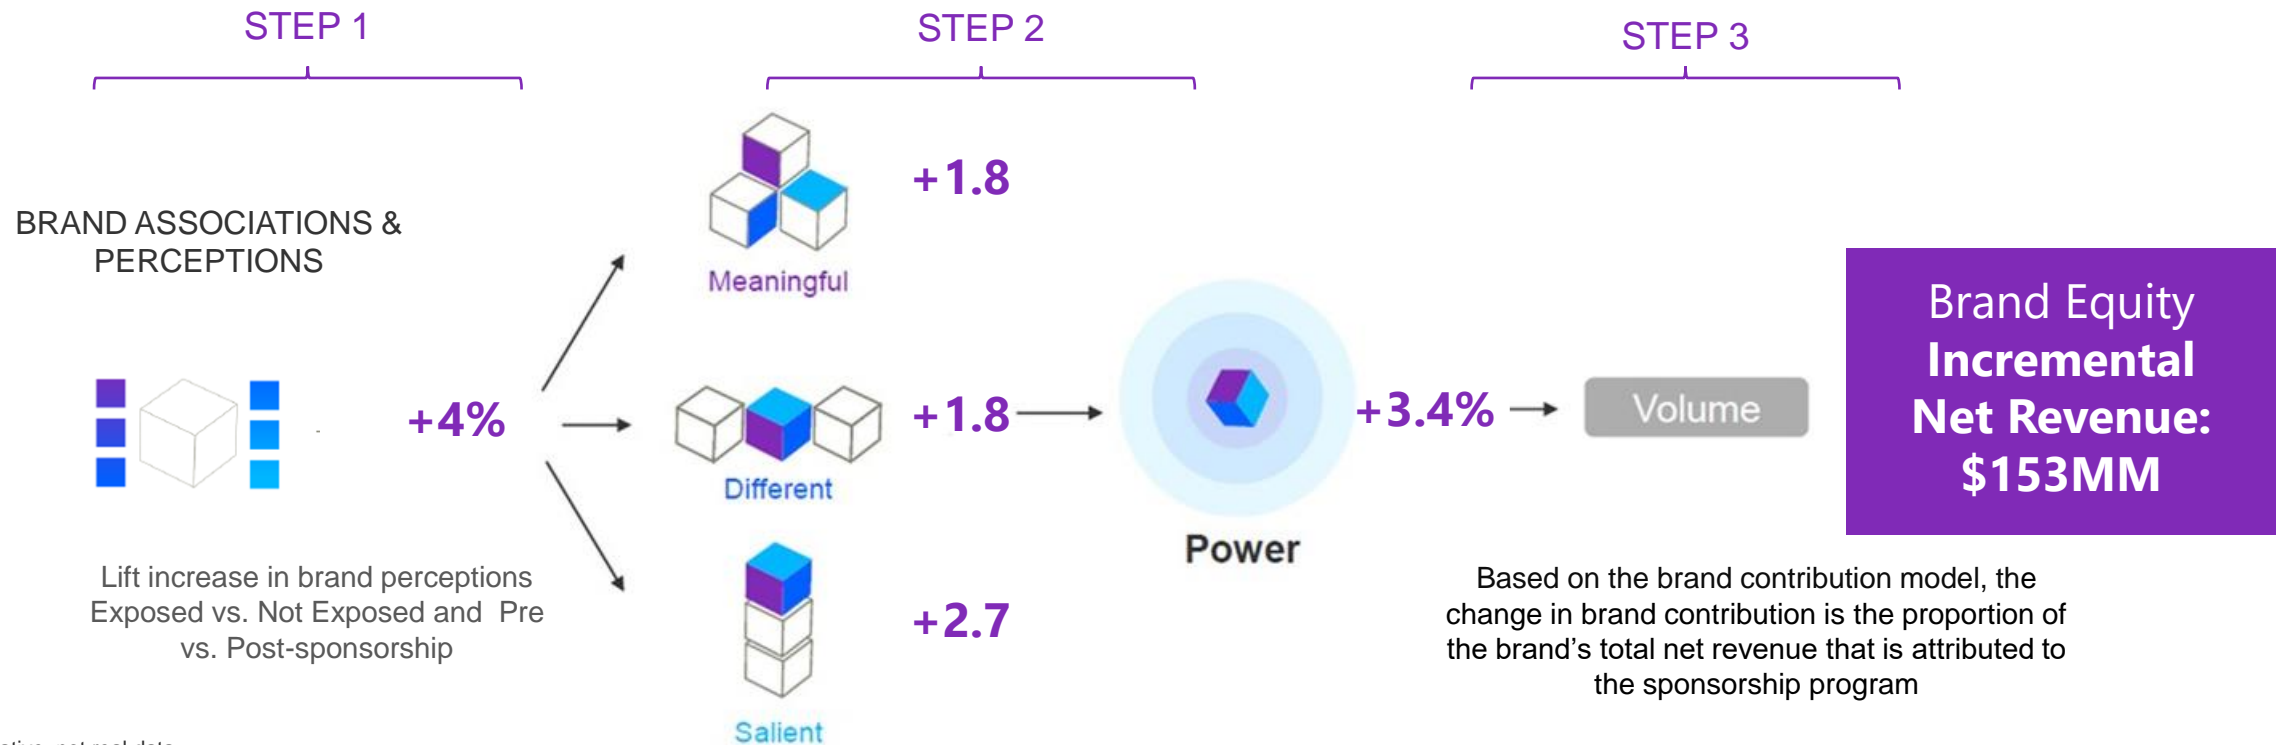 STEP 1
STEP 2
STEP 3
BRAND ASSOCIATIONS &
PERCEPTIONS
+4%
Lift increase in brand perceptions
Exposed vs. Not Exposed and  Pre
vs. Post-sponsorship
+1.8
Meaningful
+1.8
Different
+2.7
Salient
Power
+3.4%
Volume
Brand Equity
Incremental
Net Revenue:
$153MM
Based on the brand contribution model, the
change in brand contribution is the proportion of
the brand’s total net revenue that is attributed to
the sponsorship program